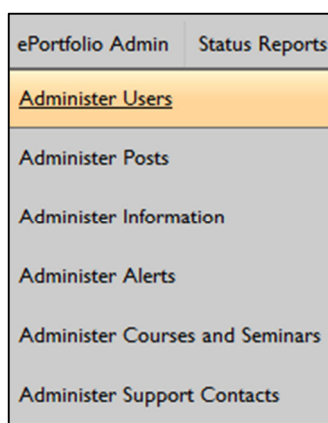 ePortfolio Admin Status Reports
Administer Users
Administer Posts
Administer Information
Administer Alerts
Administer Courses and Seminars
Administer Support Contacts